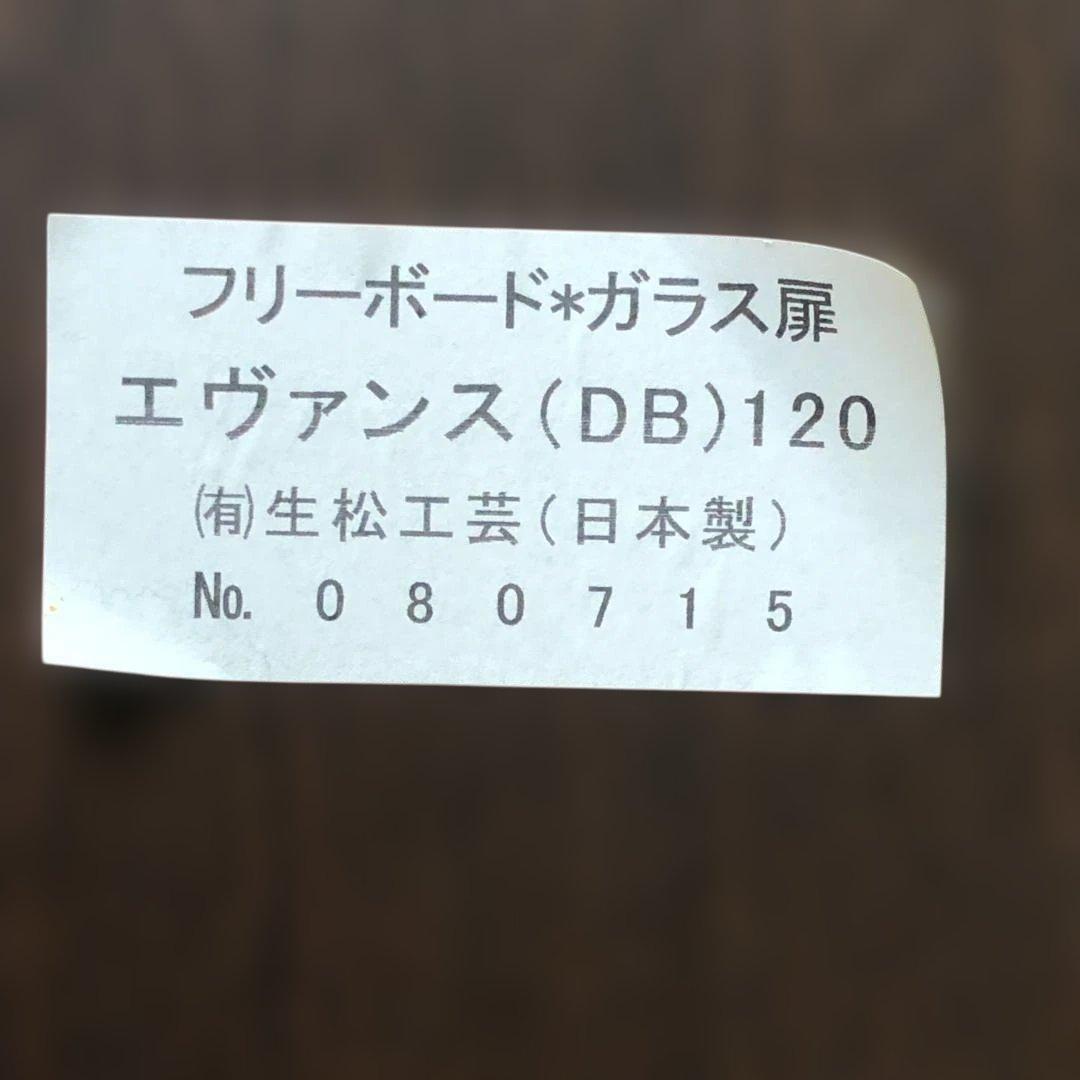 フリーボード*ガラス扉
エヴァンス(DB)120
㈲生松工芸(日本製)
№ 080715